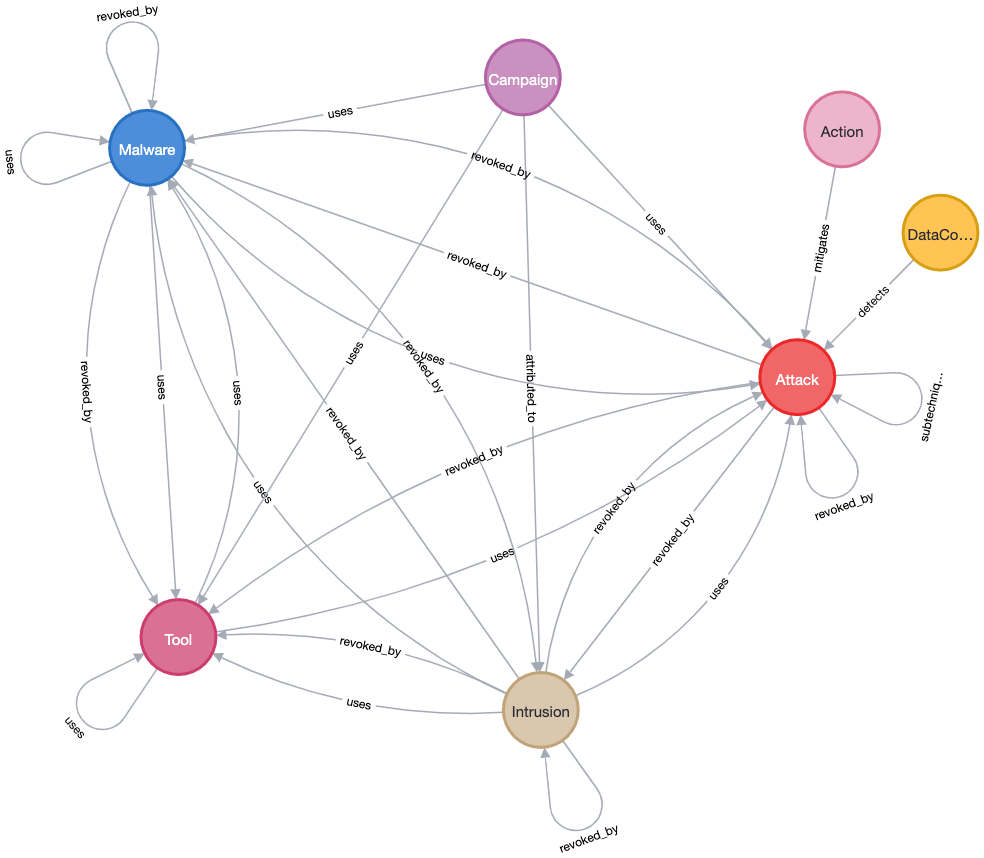 revoked_by
Campaign
uses
Malware
Action
uses
revoked_by
uses
DataCo...
mitigates
revoked_by
detects
uses
revoked_by
uses
revoked_by
uses
uses
attributed_to
Attack
subtechniq...
revoked_by
revoked_by
uses
revoked_by
revoked_by
revoked_by
uses
uses
Tool
revoked_by
uses
uses
Intrusion
revoked_by